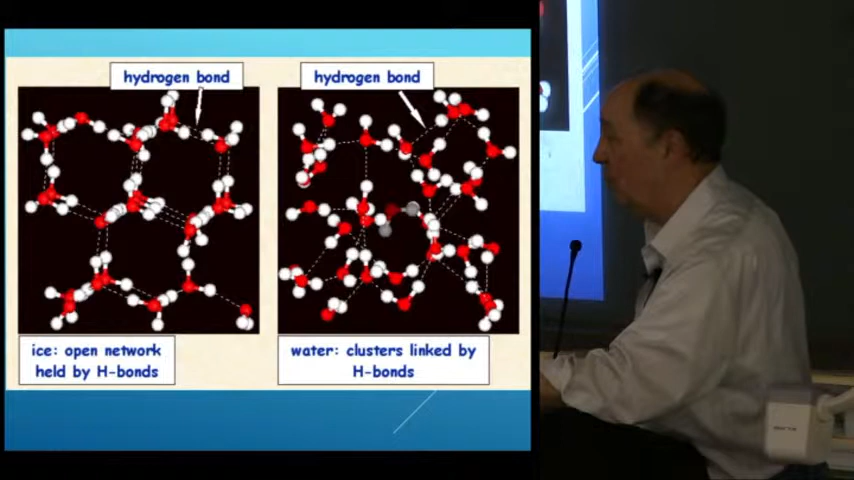 hydrogen bond
hydrogen bond
ice: open network
held by H-bonds
water: clusters linked by
H-bonds